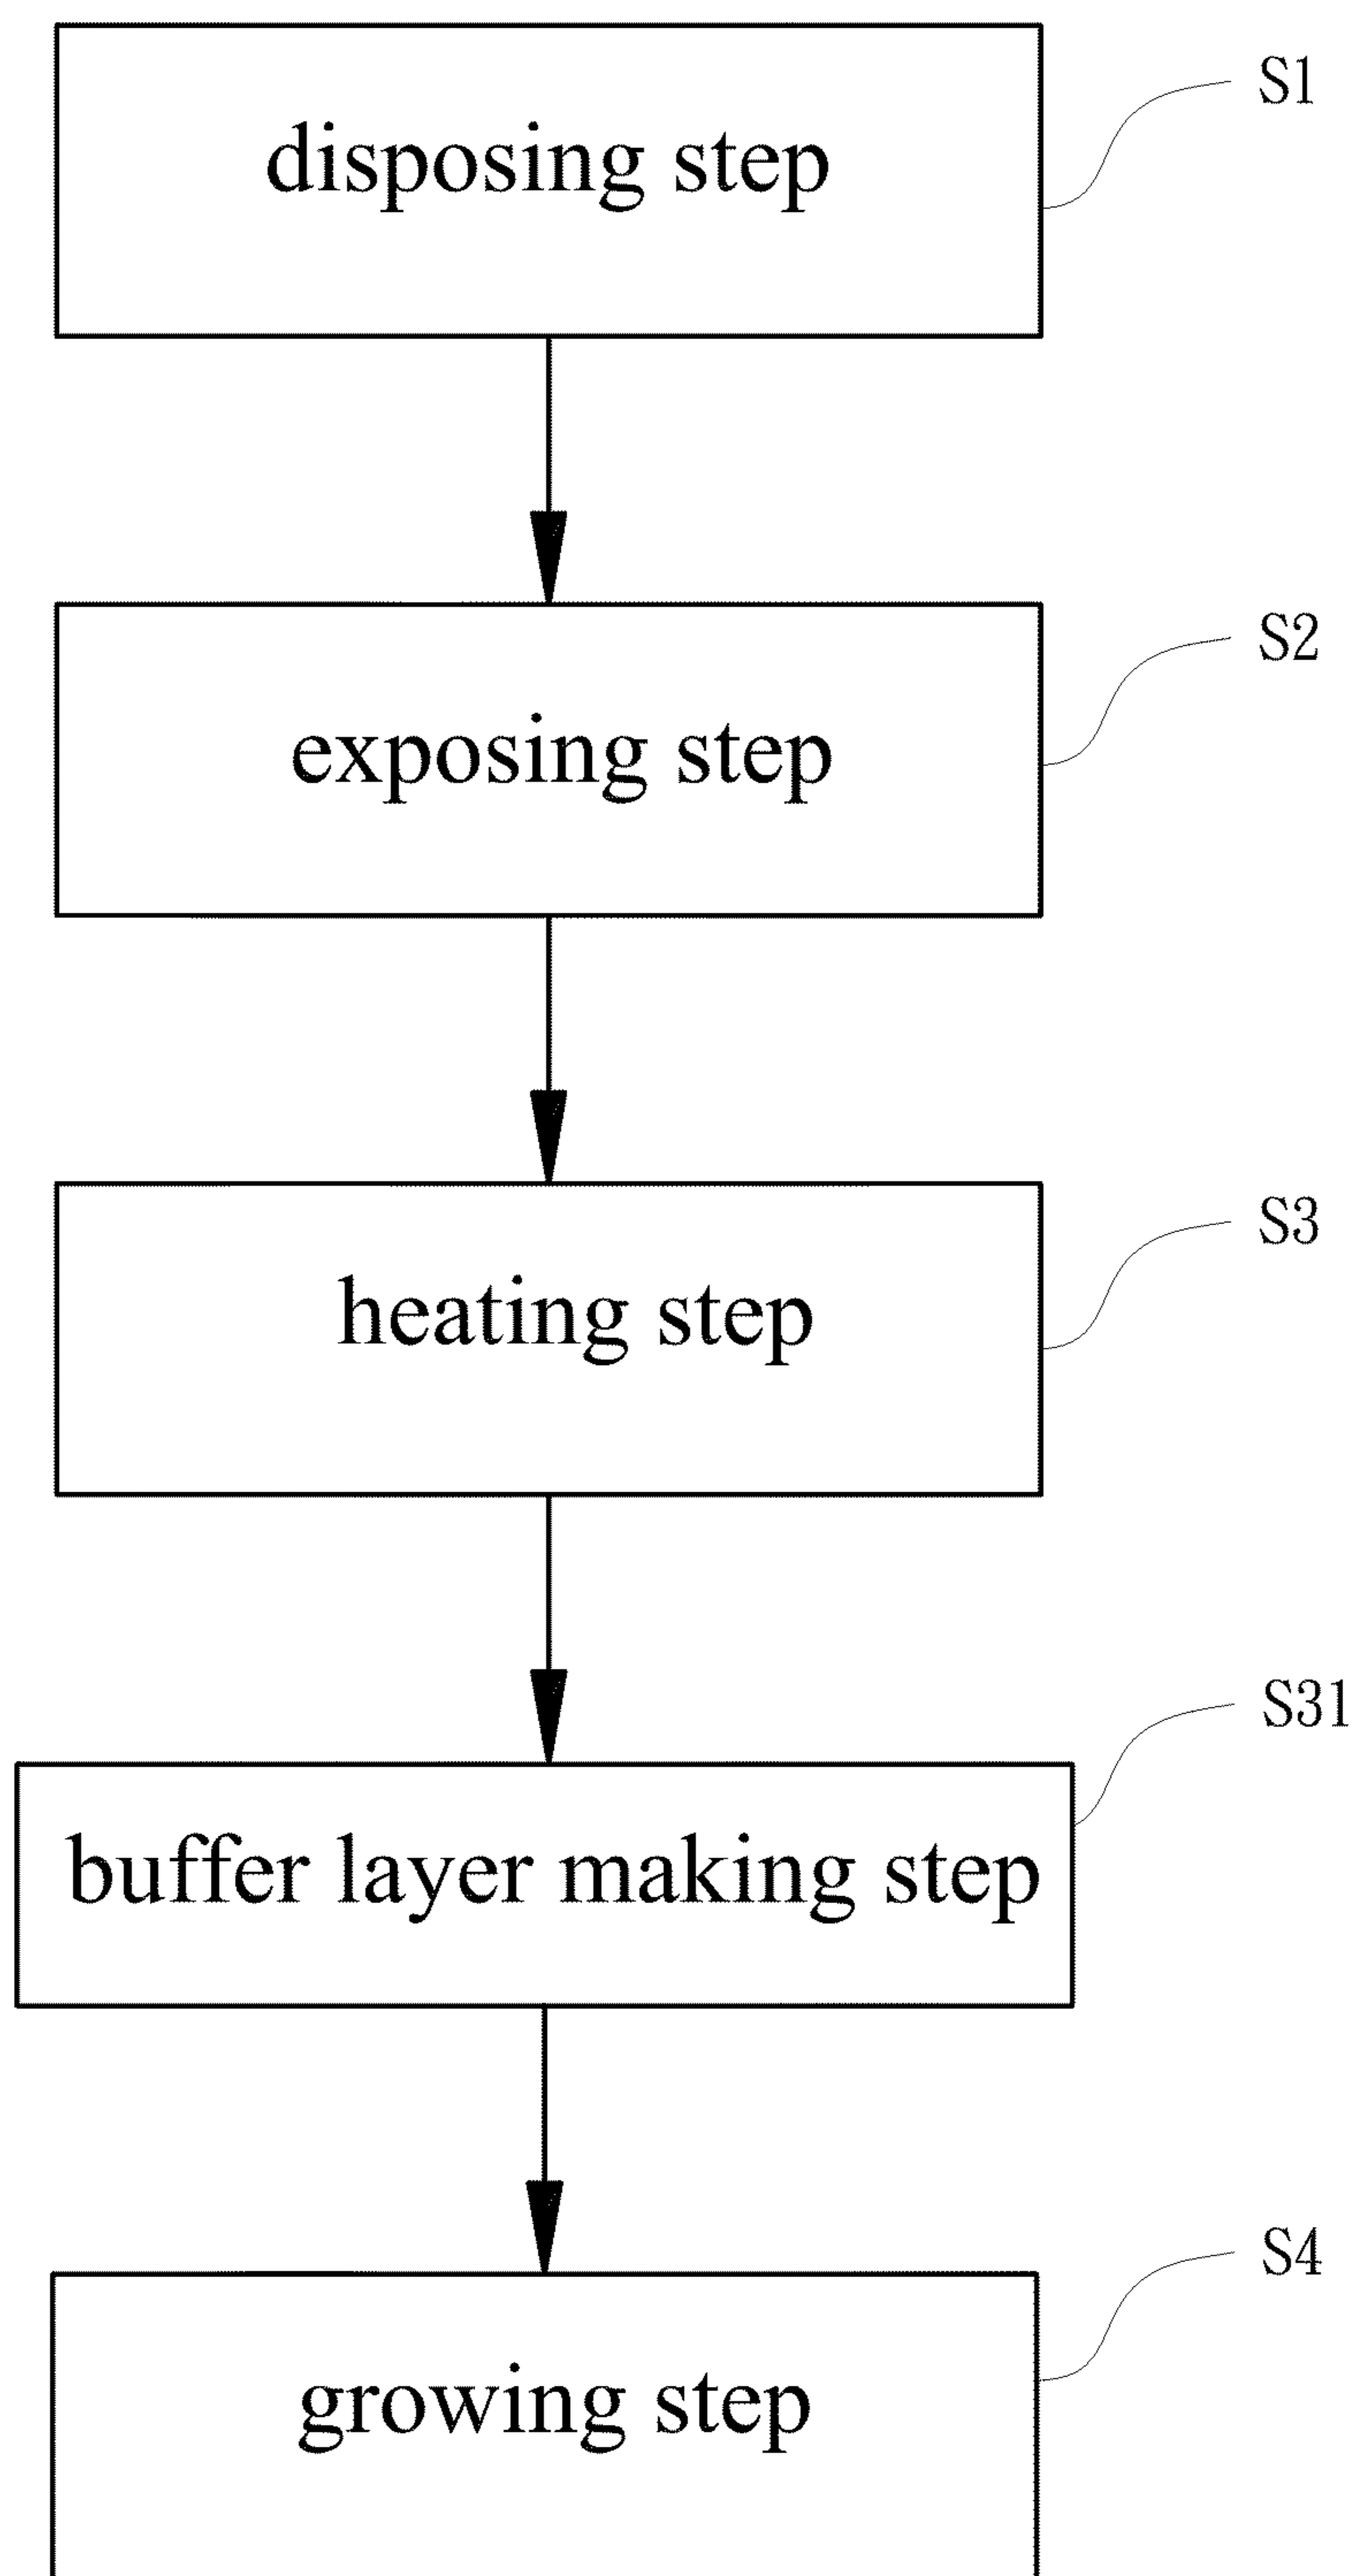 disposing step
S1
exposing step
S2
heating step
S3
buffer layer making step
S31
growing step
S4